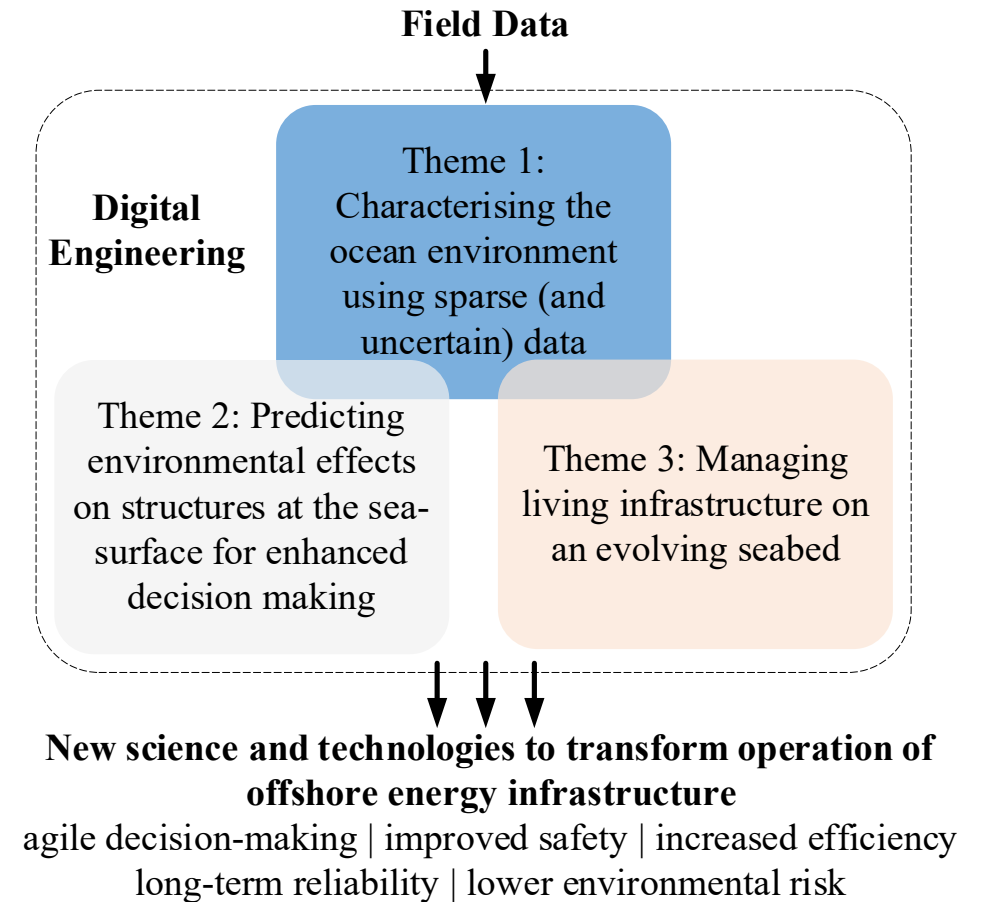 Field Data
Digital
Engineering
Theme 1:
Characterising the
ocean environment
using sparse (and
uncertain) data
Theme 2: Predicting
environmental effects
on structures at the sea-
surface for enhanced
decision making
Theme 3: Managing
living infrastructure on
an evolving seabed
New science and technologies to transform operation of
offshore energy infrastructure
agile decision-making | improved safety | increased efficiency
long-term reliability | lower environmental risk